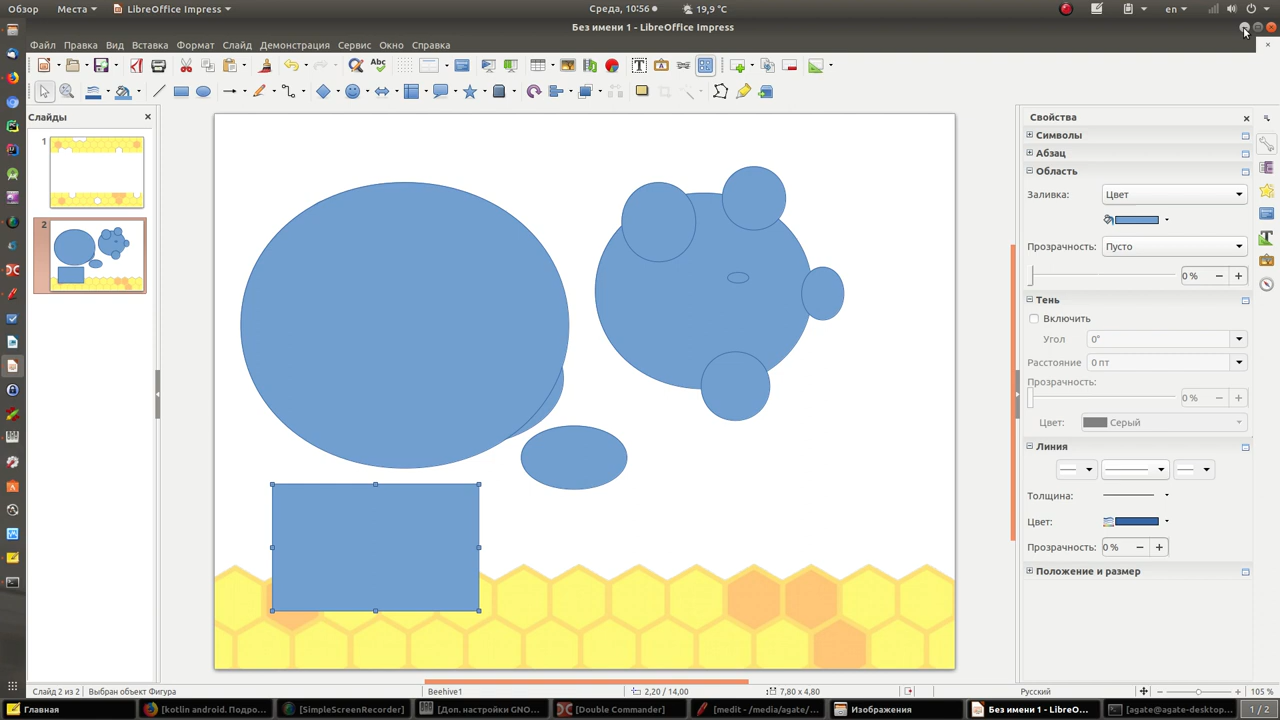 Обзор Места LibreOffice Impress Среда, 10:56 19,9 °C en
Без имени 1 - LibreOffice Impress
Файл Правка Вид Вставка Формат Слайд Демонстрация Сервис Окно Справка
Слайды
1
2
Свойства
Символы
Абзац
Область
Заливка: Цвет
Прозрачность: Пусто
0 %
Тень
Включить
Угол 0°
Расстояние 0 пт
Прозрачность:
0 %
Цвет: Серый
Линия
Толщина:
Цвет:
Прозрачность: 0 %
Положение и размер
Слайд 2 из 2 Выбран объект Фигура Beehive1 2,20 / 14,00 7,80 x 4,80 Русский 105 %
Главная [kotlin android. Подро... [SimpleScreenRecorder] [Доп. настройки GNO... [Double Commander] [medit - /media/agate/... Изображения Без имени 1 - LibreO... [agate@agate-desktop... 1 / 2